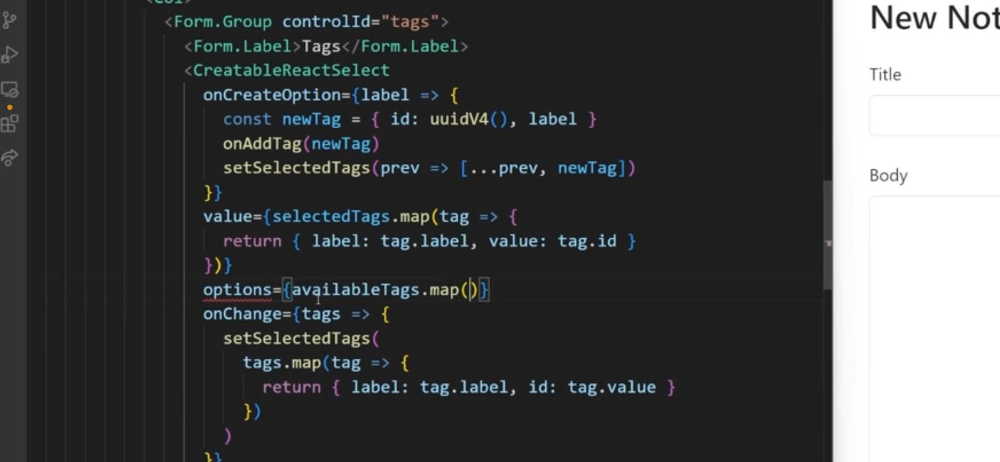 <Col>
<Form.Group controlId="tags">
<Form.Label>Tags</Form.Label>
<CreatableReactSelect
onCreateOption={label => {
const newTag = { id: uuidV4(), label }
onAddTag(newTag)
setSelectedTags(prev => [...prev, newTag])
}}
value={selectedTags.map(tag => {
return { label: tag.label, value: tag.id }
})}
options={availableTags.map()}
onChange={tags => {
setSelectedTags(
tags.map(tag => {
return { label: tag.label, id: tag.value }
})
)
}}
New Not
Title
Body